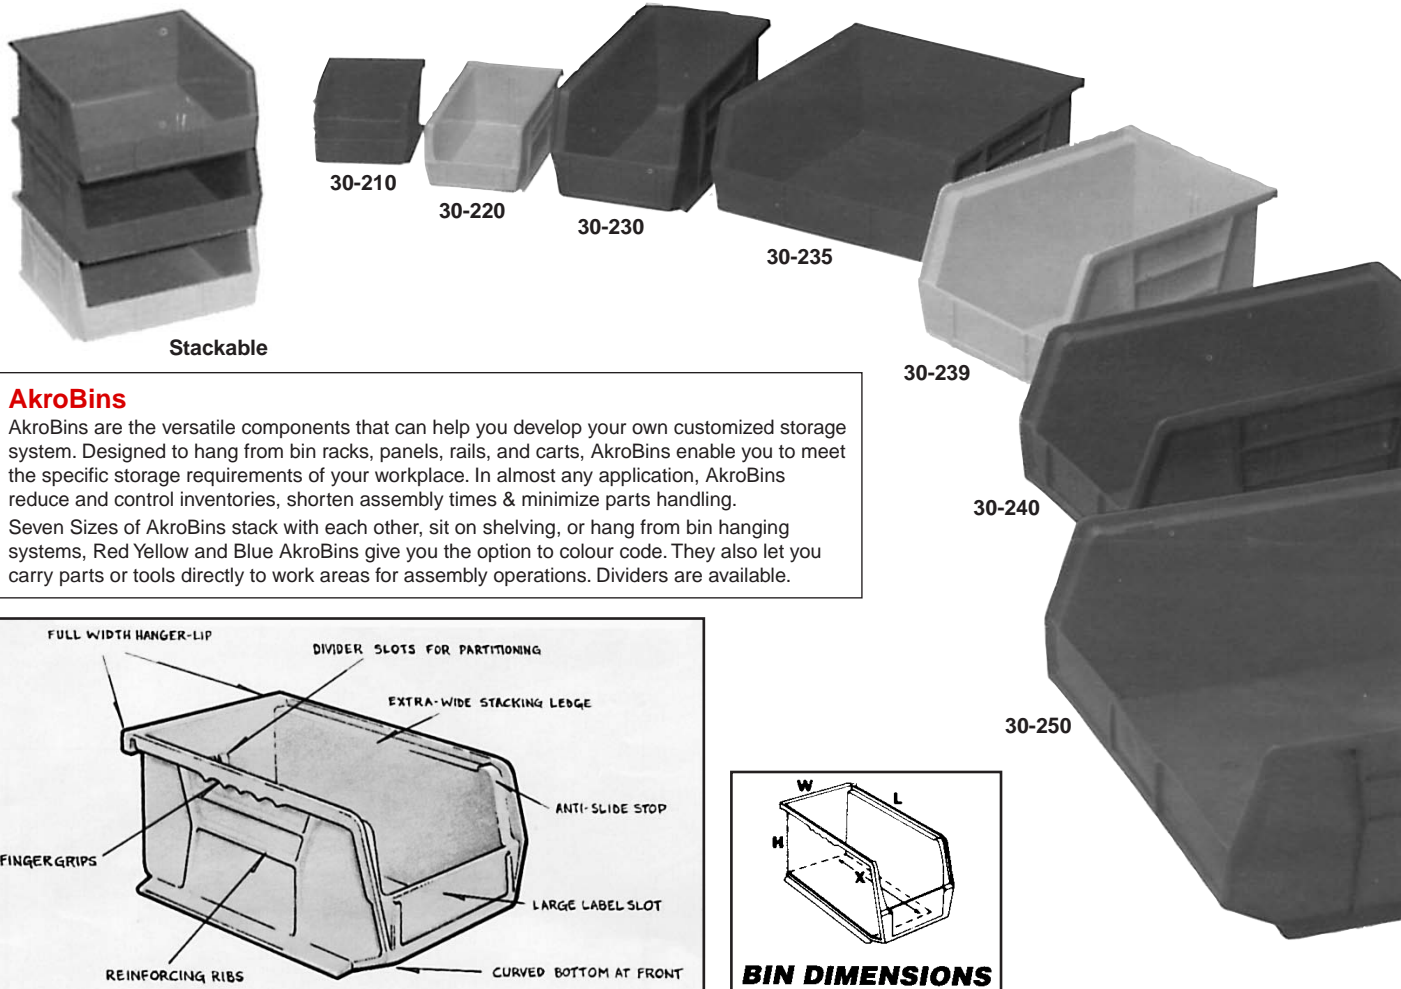 30-210
30-220
30-230
30-235
Stackable
30-239
AkroBins
AkroBins are the versatile components that can help you develop your own customized storage
system. Designed to hang from bin racks, panels, rails, and carts, AkroBins enable you to meet
the specific storage requirements of your workplace. In almost any application, AkroBins
reduce and control inventories, shorten assembly times & minimize parts handling.
Seven Sizes of AkroBins stack with each other, sit on shelving, or hang from bin hanging
systems, Red Yellow and Blue AkroBins give you the option to colour code. They also let you
carry parts or tools directly to work areas for assembly operations. Dividers are available.
30-240
30-250
FULL WIDTH HANGER-LIP
DIVIDER SLOTS FOR PARTITIONING
EXTRA-WIDE STACKING LEDGE
ANTI-SLIDE STOP
FINGER GRIPS
LARGE LABEL SLOT
REINFORCING RIBS
CURVED BOTTOM AT FRONT
W
L
H
X
BIN DIMENSIONS